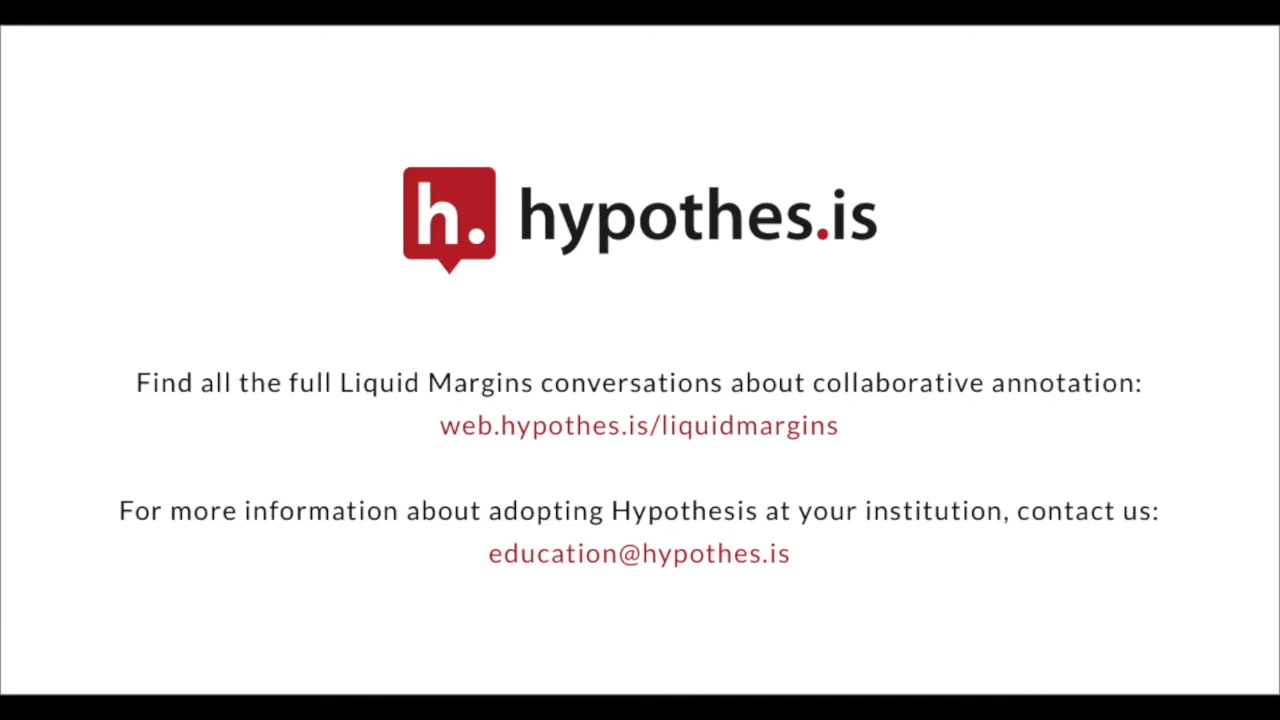 h. hypothes.is
Find all the full Liquid Margins conversations about collaborative annotation:
web.hypothes.is/liquidmargins
For more information about adopting Hypothesis at your institution, contact us:
education@hypothes.is